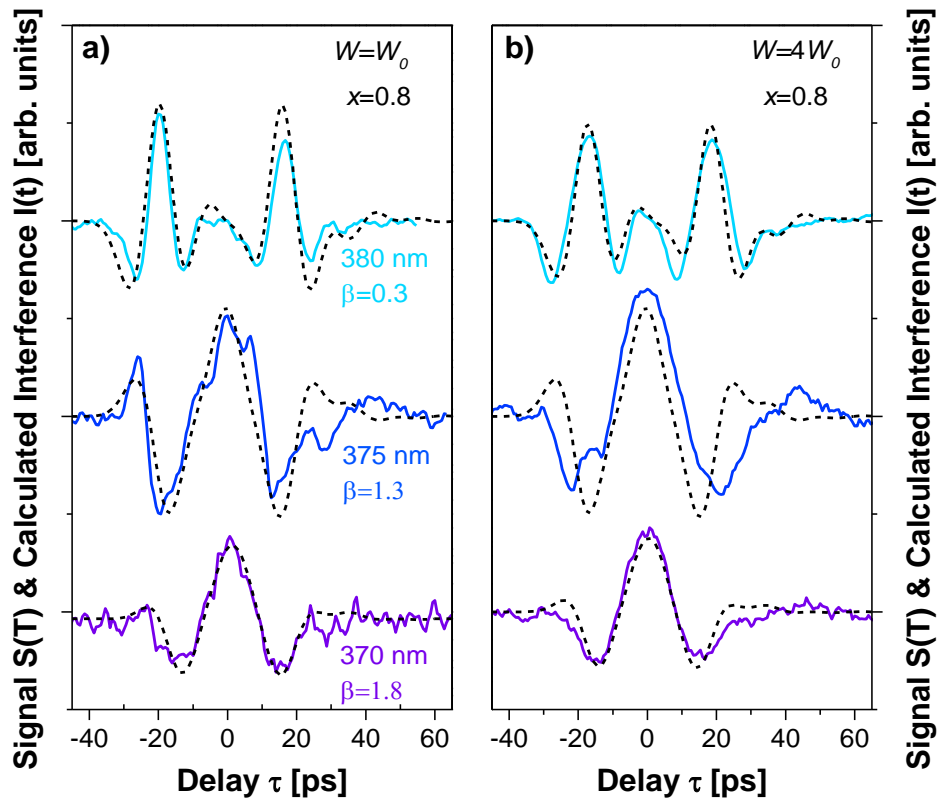 Signal S(T) & Calculated Interference I(t) [arb. units]
a)
W=W₀
x=0.8
380 nm
β=0.3
375 nm
β=1.3
370 nm
β=1.8
-40 -20 0 20 40 60
Delay τ [ps]
b)
W=4W₀
x=0.8
-40 -20 0 20 40 60
Delay τ [ps]
Signal S(T) & Calculated Interference I(t) [arb. units]